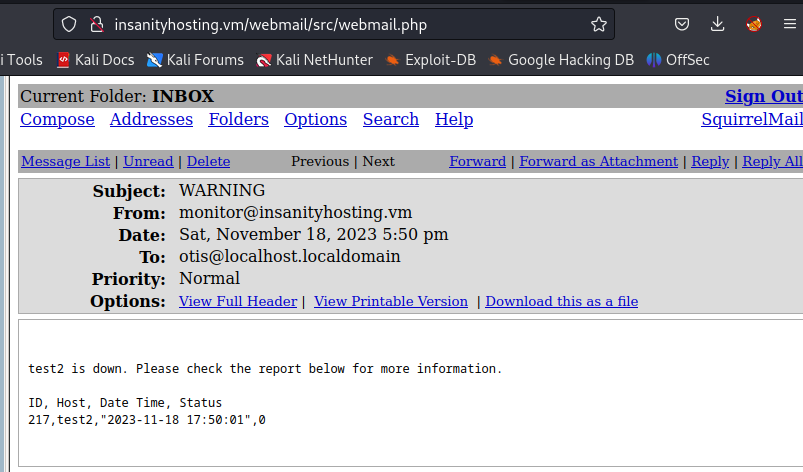 insanityhosting.vm/webmail/src/webmail.php
i Tools Kali Docs Kali Forums Kali NetHunter Exploit-DB Google Hacking DB OffSec
Current Folder: INBOX Sign Out
Compose Addresses Folders Options Search Help SquirrelMail
Message List | Unread | Delete Previous | Next Forward | Forward as Attachment | Reply | Reply All
Subject: WARNING
From: monitor@insanityhosting.vm
Date: Sat, November 18, 2023 5:50 pm
To: otis@localhost.localdomain
Priority: Normal
Options: View Full Header | View Printable Version | Download this as a file
test2 is down. Please check the report below for more information.
ID, Host, Date Time, Status
217,test2,"2023-11-18 17:50:01",0